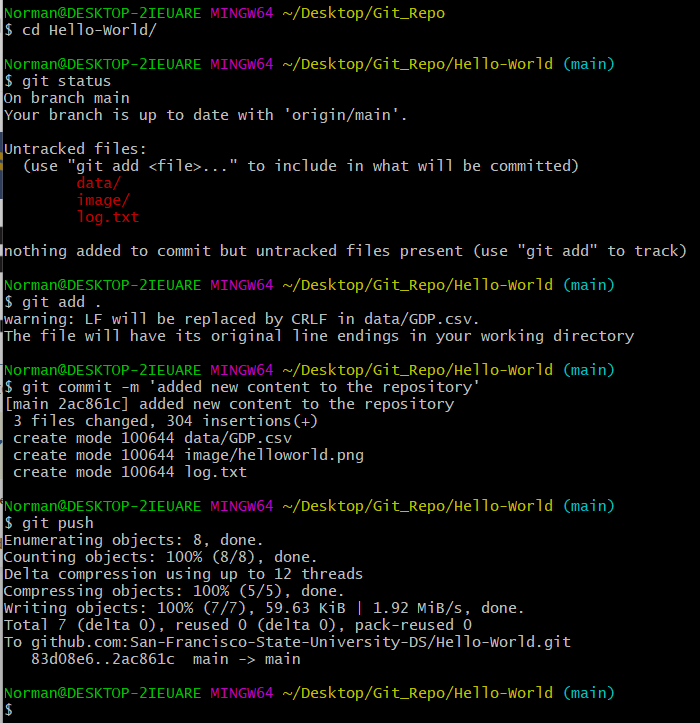 Norman@DESKTOP-2IEUARE MINGW64 ~/Desktop/Git_Repo
$ cd Hello-World/
Norman@DESKTOP-2IEUARE MINGW64 ~/Desktop/Git_Repo/Hello-World (main)
$ git status
On branch main
Your branch is up to date with 'origin/main'.
Untracked files:
  (use "git add <file>..." to include in what will be committed)
        data/
        image/
        log.txt
nothing added to commit but untracked files present (use "git add" to track)
Norman@DESKTOP-2IEUARE MINGW64 ~/Desktop/Git_Repo/Hello-World (main)
$ git add .
warning: LF will be replaced by CRLF in data/GDP.csv.
The file will have its original line endings in your working directory
Norman@DESKTOP-2IEUARE MINGW64 ~/Desktop/Git_Repo/Hello-World (main)
$ git commit -m 'added new content to the repository'
[main 2ac861c] added new content to the repository
 3 files changed, 304 insertions(+)
 create mode 100644 data/GDP.csv
 create mode 100644 image/helloworld.png
 create mode 100644 log.txt
Norman@DESKTOP-2IEUARE MINGW64 ~/Desktop/Git_Repo/Hello-World (main)
$ git push
Enumerating objects: 8, done.
Counting objects: 100% (8/8), done.
Delta compression using up to 12 threads
Compressing objects: 100% (5/5), done.
Writing objects: 100% (7/7), 59.63 KiB | 1.92 MiB/s, done.
Total 7 (delta 0), reused 0 (delta 0), pack-reused 0
To github.com:San-Francisco-State-University-DS/Hello-World.git
   83d08e6..2ac861c  main -> main
Norman@DESKTOP-2IEUARE MINGW64 ~/Desktop/Git_Repo/Hello-World (main)
$